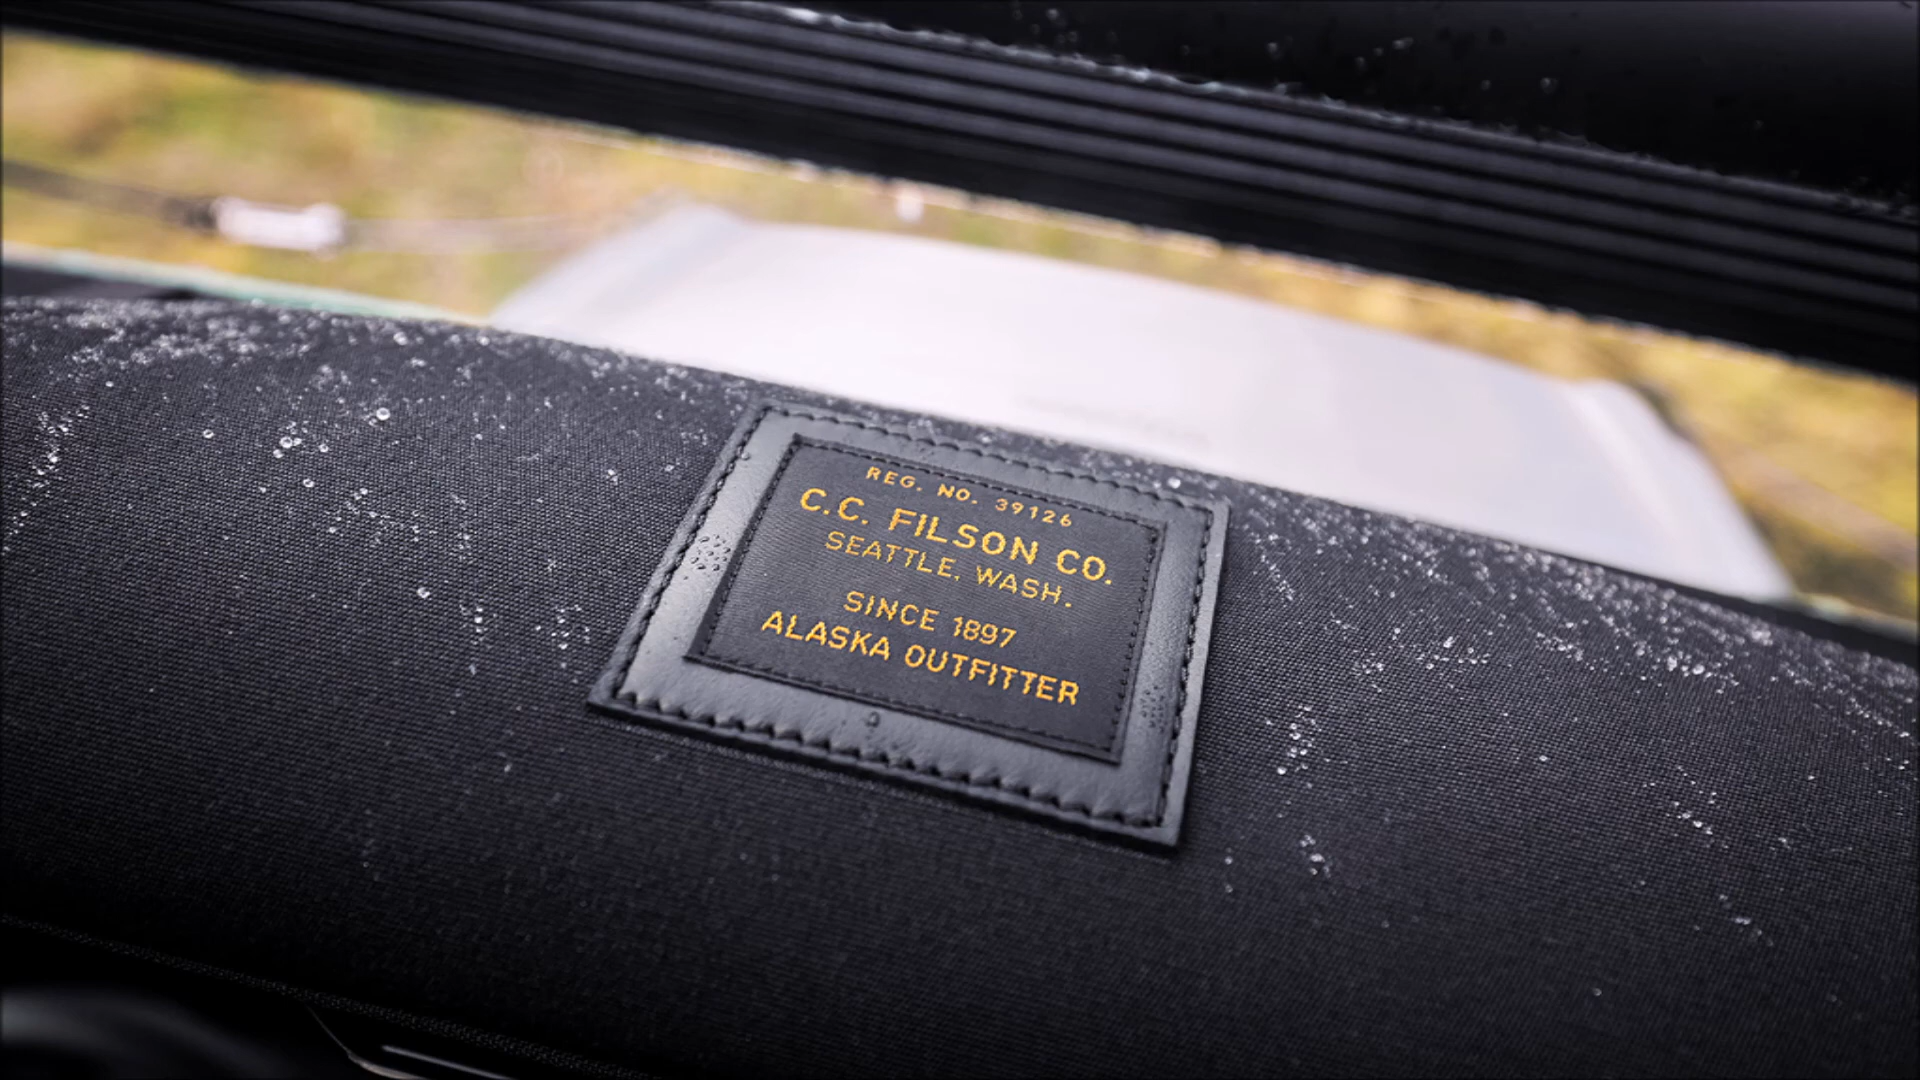 REG. NO. 39126
C.C. FILSON CO.
SEATTLE, WASH.
SINCE 1897
ALASKA OUTFITTER